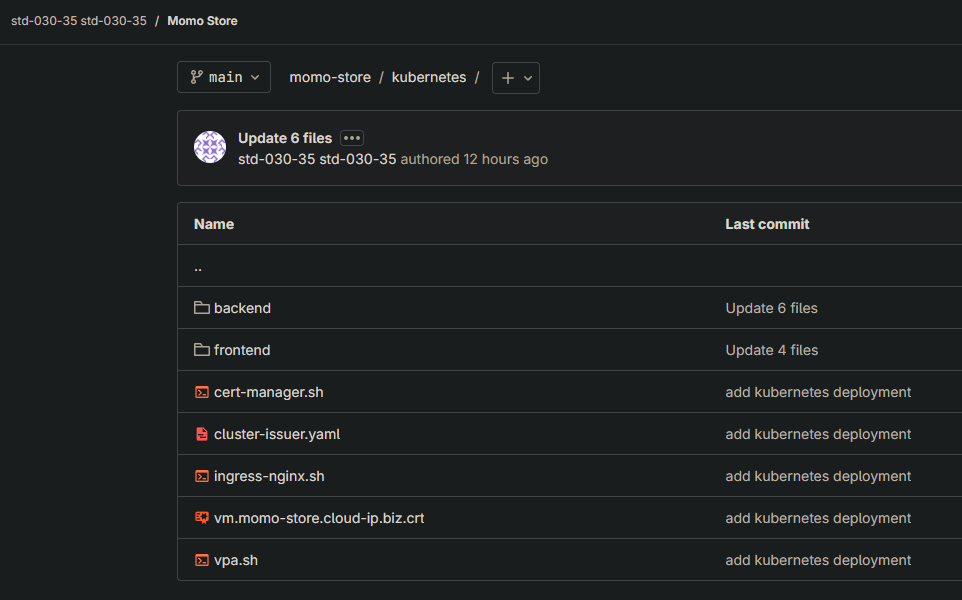 std-030-35 std-030-35 / Momo Store
main momo-store / kubernetes / +
Update 6 files
std-030-35 std-030-35 authored 12 hours ago
Name Last commit
..
backend Update 6 files
frontend Update 4 files
cert-manager.sh add kubernetes deployment
cluster-issuer.yaml add kubernetes deployment
ingress-nginx.sh add kubernetes deployment
vm.momo-store.cloud-ip.biz.crt add kubernetes deployment
vpa.sh add kubernetes deployment